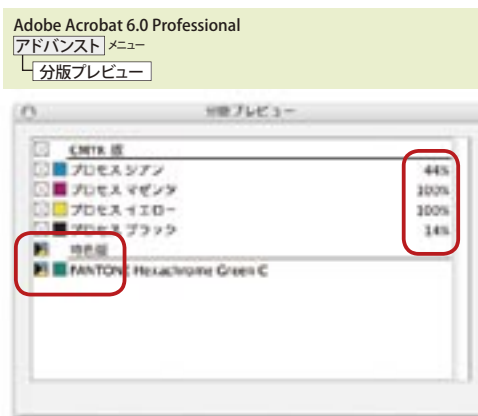 Adobe Acrobat 6.0 Professional
アドバンスト メニュー
分版プレビュー
分版プレビュー
CMYK 版
プロセス シアン 44%
プロセス マゼンタ 100%
プロセス イエロー 100%
プロセス ブラック 14%
特色版
PANTONE Hexachrome Green C